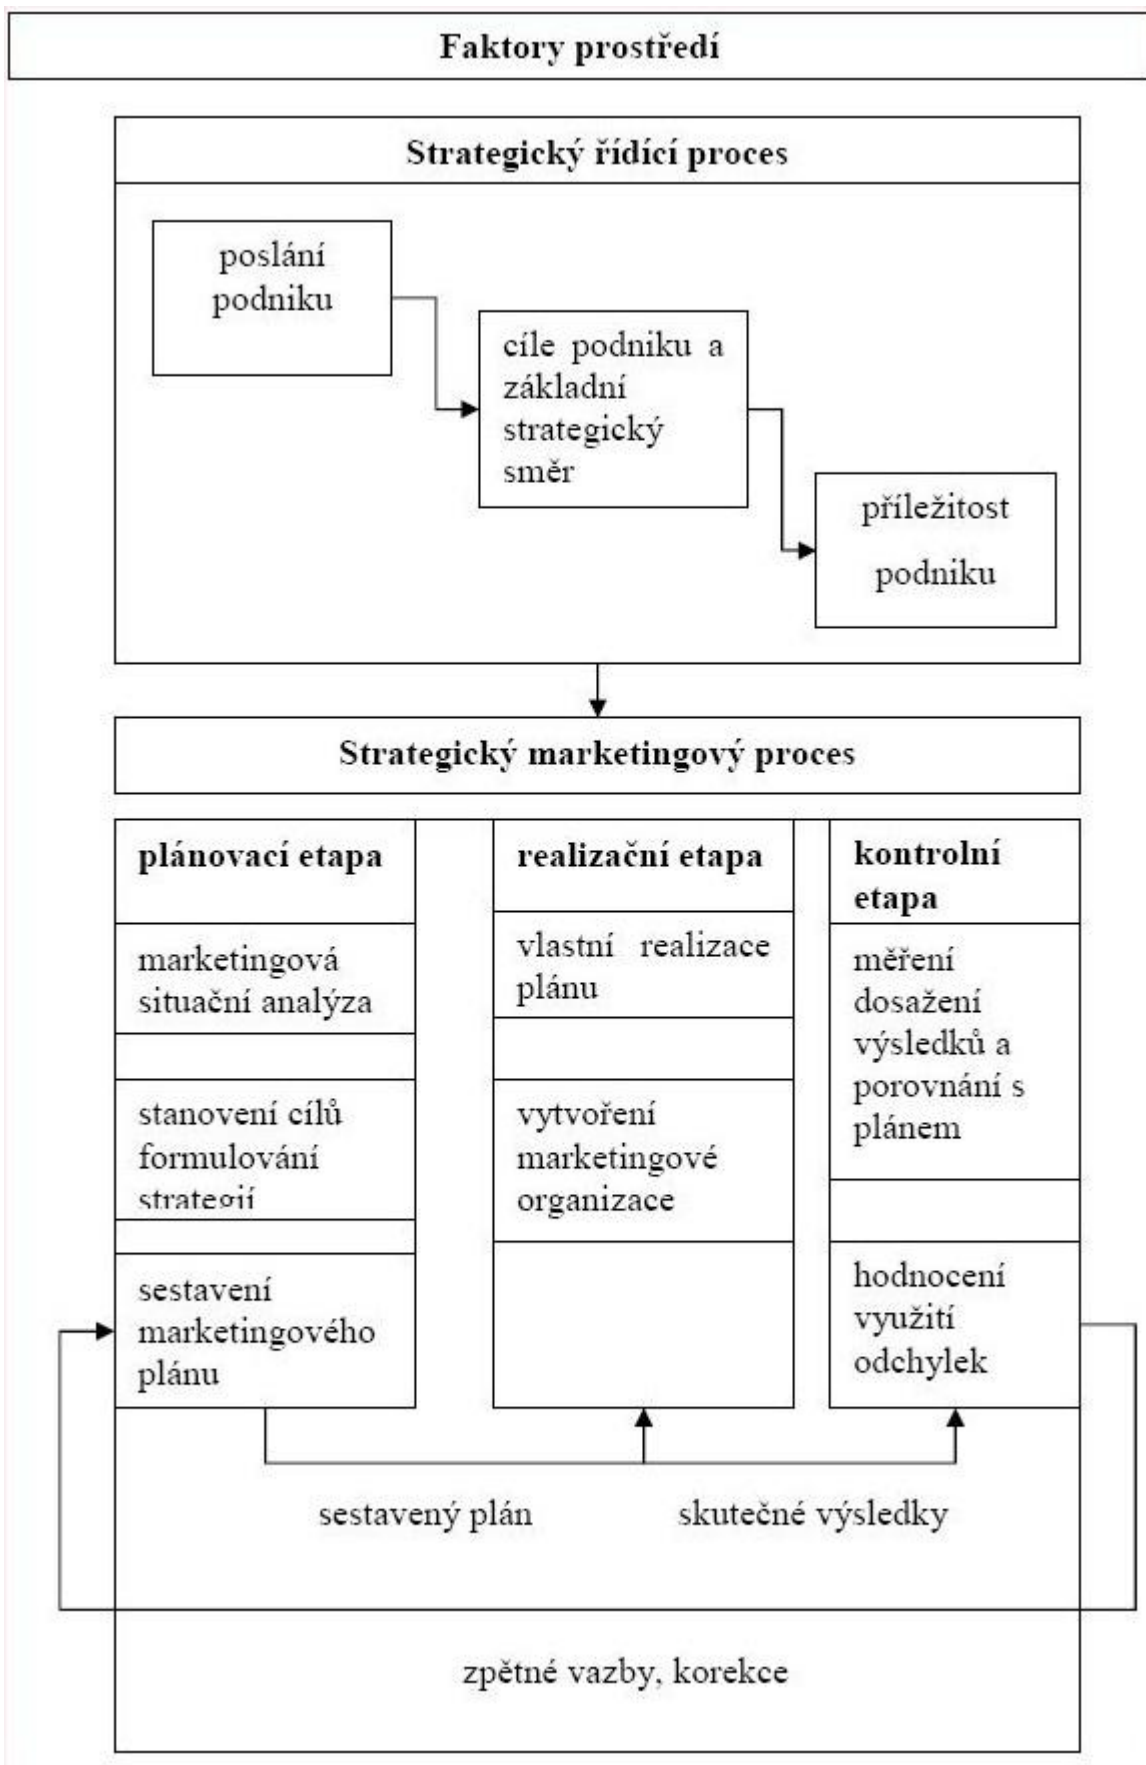 Faktory prostředí
Strategický řídící proces
poslání
podniku
cíle podniku a
základní
strategický
směr
příležitost
podniku
Strategický marketingový proces
plánovací etapa
marketingová
situační analýza
stanovení cílů
formulování
strategií
sestavení
marketingového
plánu
realizační etapa
vlastní realizace
plánu
vytvoření
marketingové
organizace
kontrolní
etapa
měření
dosažení
výsledků a
porovnání s
plánem
hodnocení
využití
odchylek
sestavený plán
skutečné výsledky
zpětné vazby, korekce